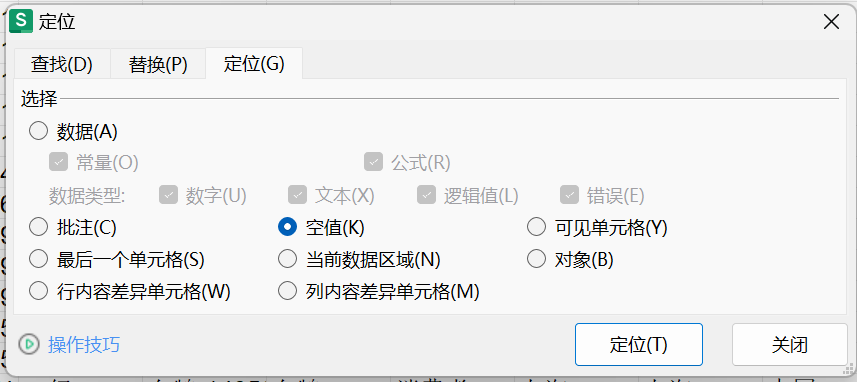 S 定位
查找(D) 替换(P) 定位(G)
选择
数据(A)
常量(O) 公式(R)
数据类型: 数字(U) 文本(X) 逻辑值(L) 错误(E)
批注(C) 空值(K) 可见单元格(Y)
最后一个单元格(S) 当前数据区域(N) 对象(B)
行内容差异单元格(W) 列内容差异单元格(M)
操作技巧 定位(T) 关闭